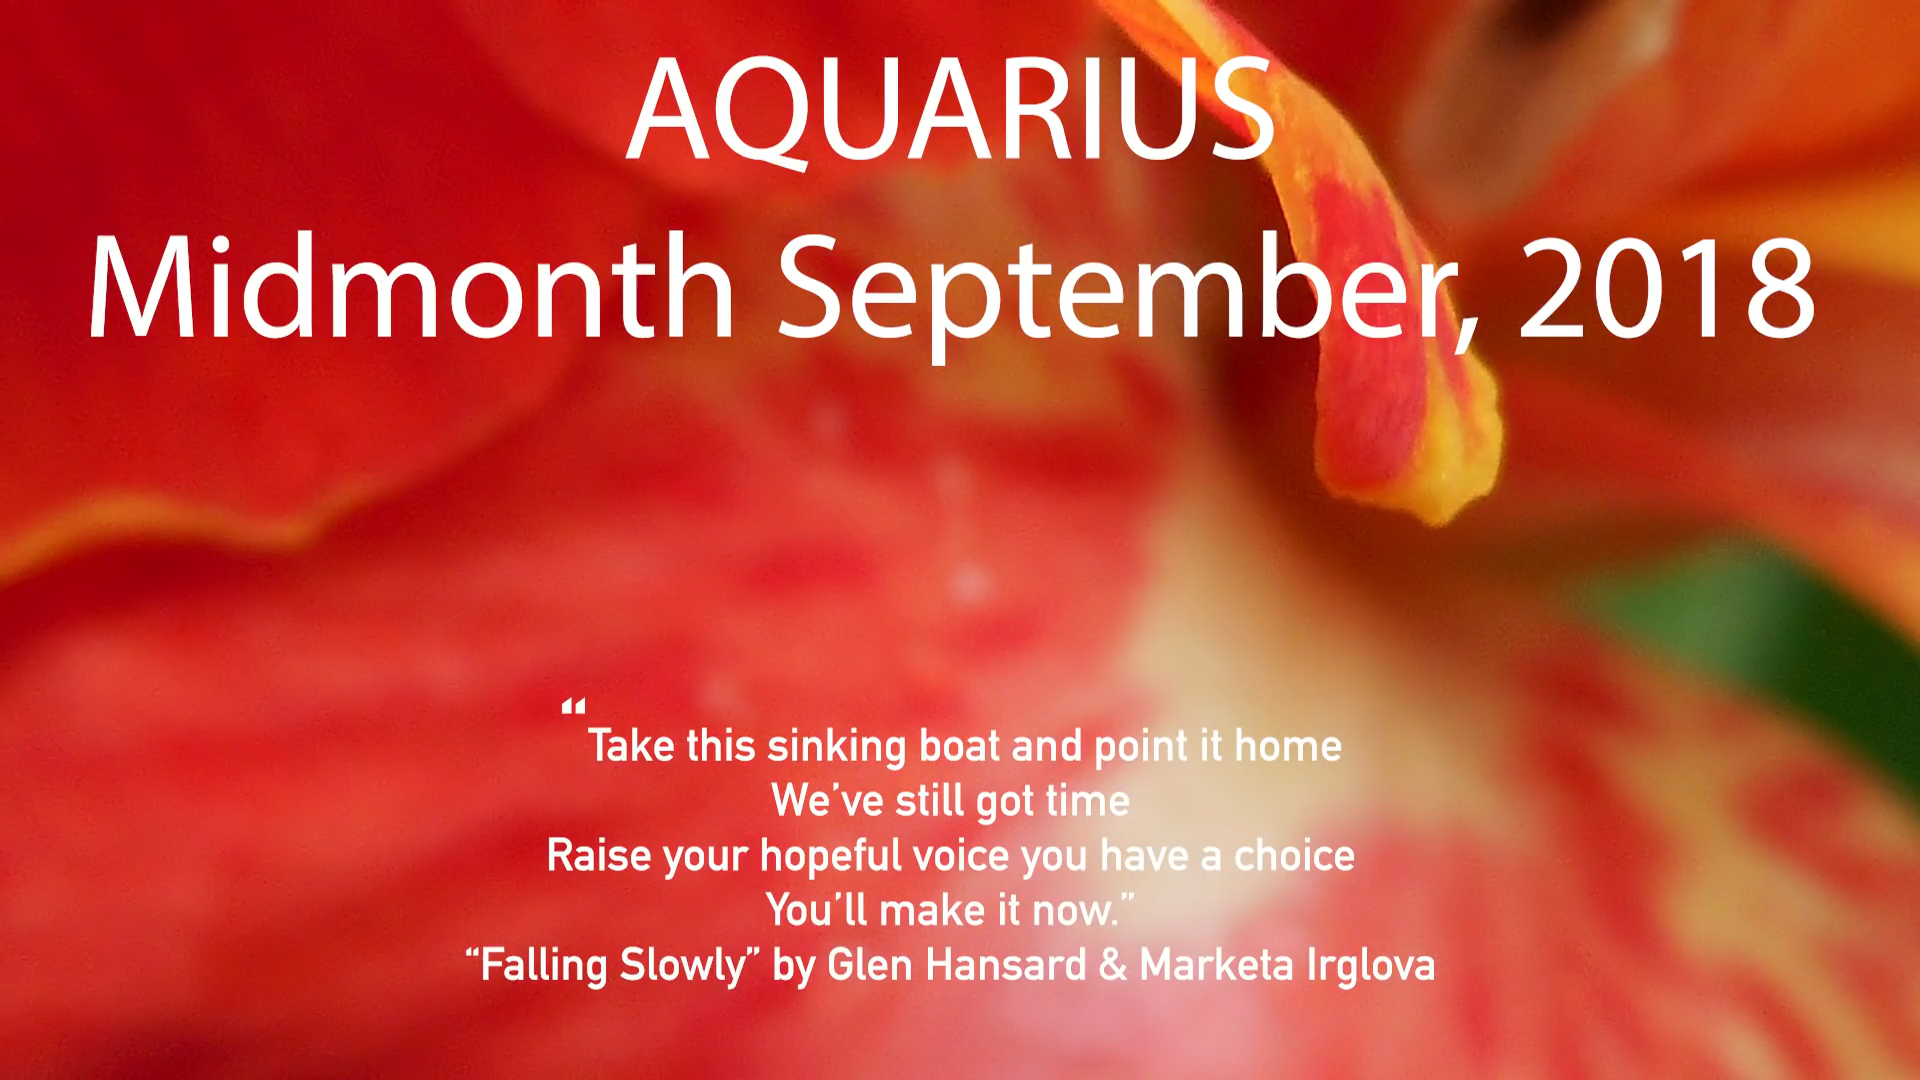 AQUARIUS
Midmonth September, 2018
“Take this sinking boat and point it home
We’ve still got time
Raise your hopeful voice you have a choice
You’ll make it now.”
“Falling Slowly” by Glen Hansard & Marketa Irglova